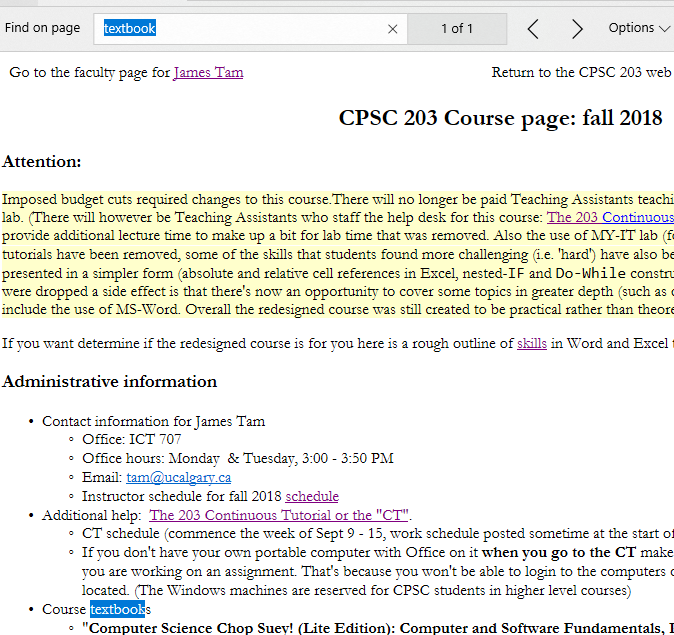 Find on page textbook 1 of 1 Options
Go to the faculty page for James Tam Return to the CPSC 203 web
CPSC 203 Course page: fall 2018
Attention:
Imposed budget cuts required changes to this course.There will no longer be paid Teaching Assistants teachi
lab. (There will however be Teaching Assistants who staff the help desk for this course: The 203 Continuous
provide additional lecture time to make up a bit for lab time that was removed. Also the use of MY-IT lab (fo
tutorials have been removed, some of the skills that students found more challenging (i.e. 'hard') have also be
presented in a simpler form (absolute and relative cell references in Excel, nested-IF and Do-While constru
were dropped a side effect is that there's now an opportunity to cover some topics in greater depth (such as
include the use of MS-Word. Overall the redesigned course was still created to be practical rather than theore
If you want determine if the redesigned course is for you here is a rough outline of skills in Word and Excel
Administrative information
• Contact information for James Tam
◦ Office: ICT 707
◦ Office hours: Monday & Tuesday, 3:00 - 3:50 PM
◦ Email: tam@ucalgary.ca
◦ Instructor schedule for fall 2018 schedule
• Additional help: The 203 Continuous Tutorial or the "CT".
◦ CT schedule (commence the week of Sept 9 - 15, work schedule posted sometime at the start of
◦ If you don't have your own portable computer with Office on it when you go to the CT make
you are working on an assignment. That's because you won't be able to login to the computers
located. (The Windows machines are reserved for CPSC students in higher level courses)
• Course textbooks
◦ "Computer Science Chop Suey! (Lite Edition): Computer and Software Fundamentals,